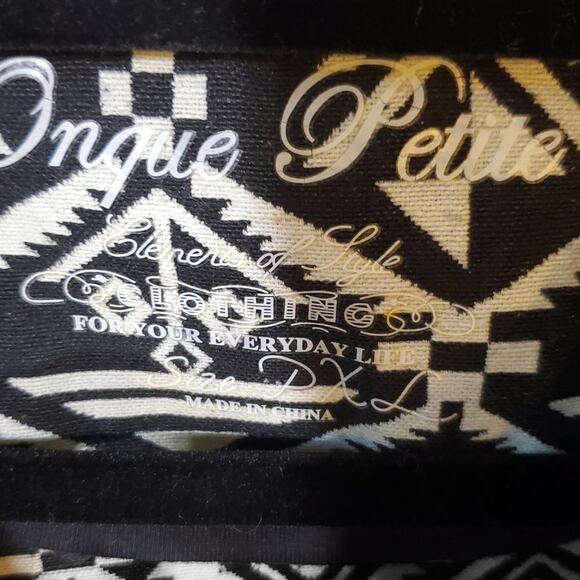 Onque Petite
Elements of Style
CLOTHING
FOR YOUR EVERYDAY LIFE
Size PXL
MADE IN CHINA